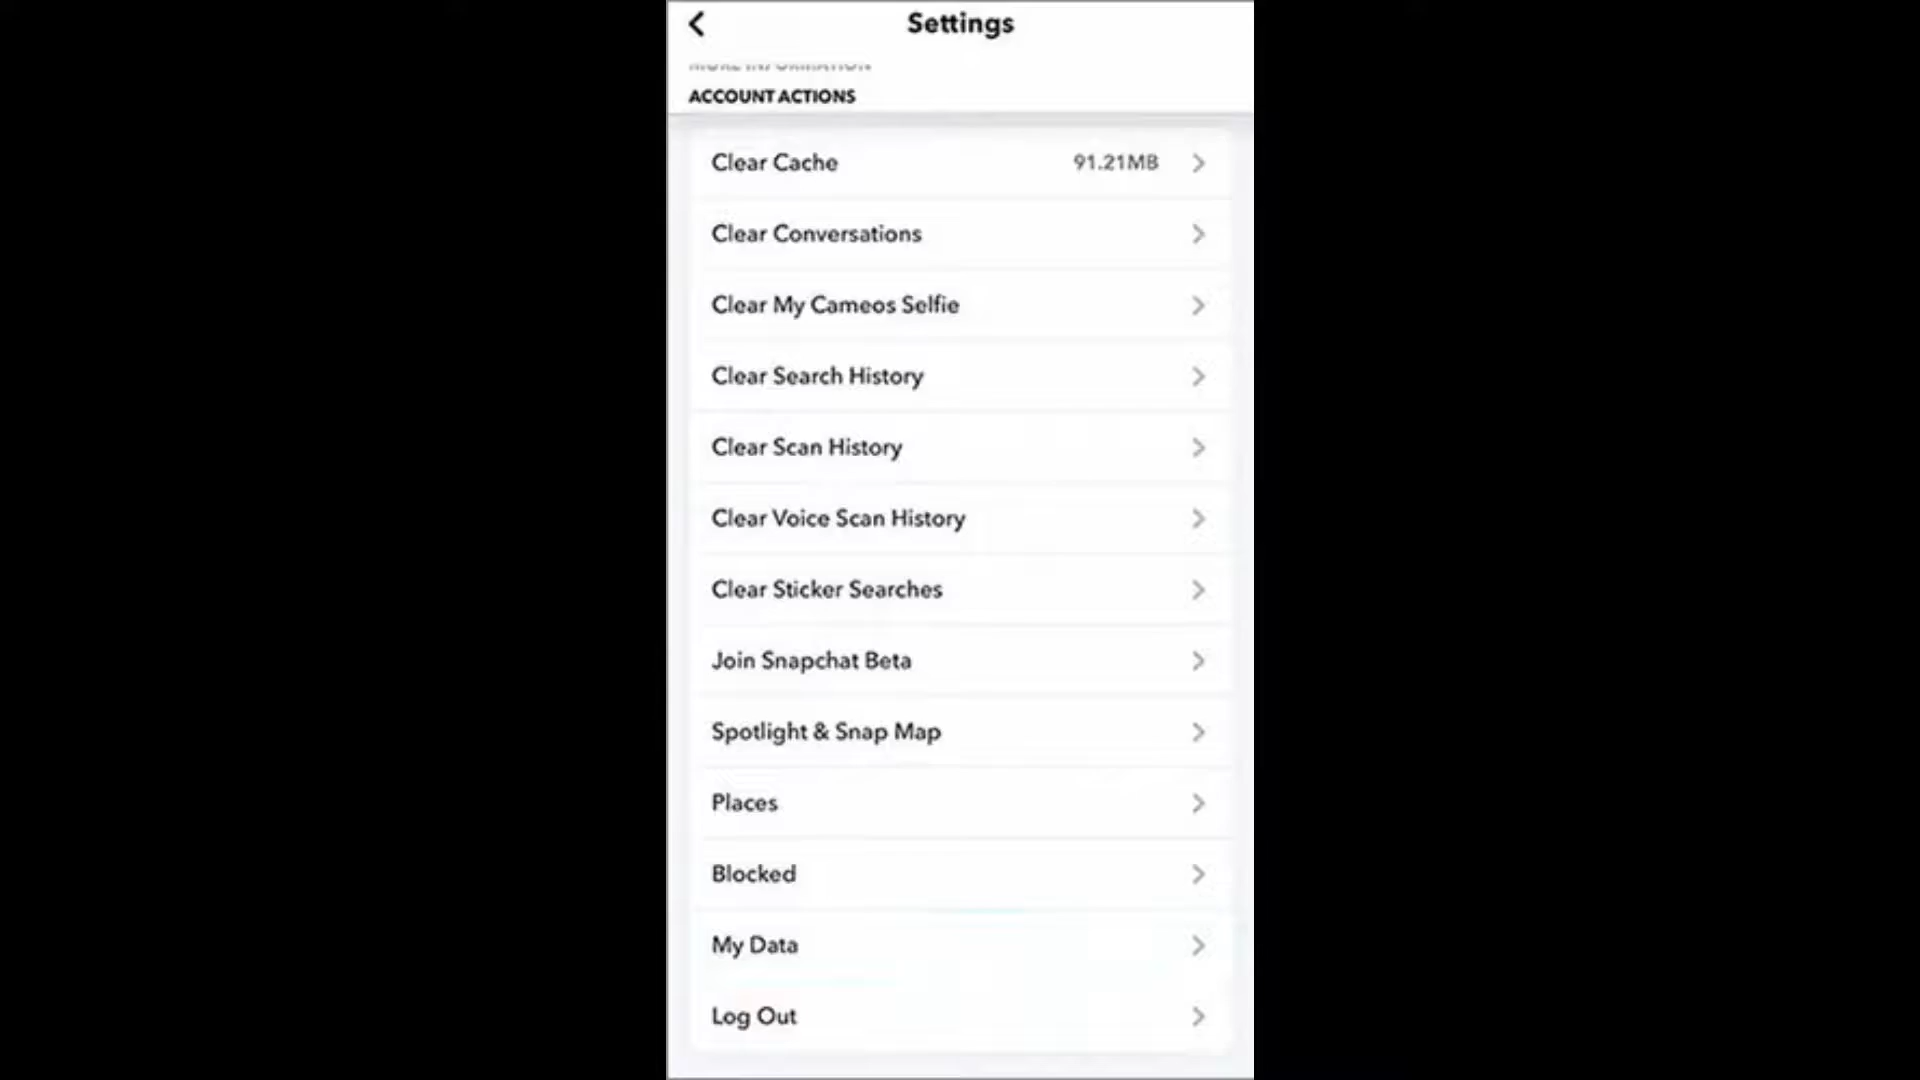 Settings
MORE INFORMATION
ACCOUNT ACTIONS
Clear Cache 91.21MB
Clear Conversations
Clear My Cameos Selfie
Clear Search History
Clear Scan History
Clear Voice Scan History
Clear Sticker Searches
Join Snapchat Beta
Spotlight & Snap Map
Places
Blocked
My Data
Log Out